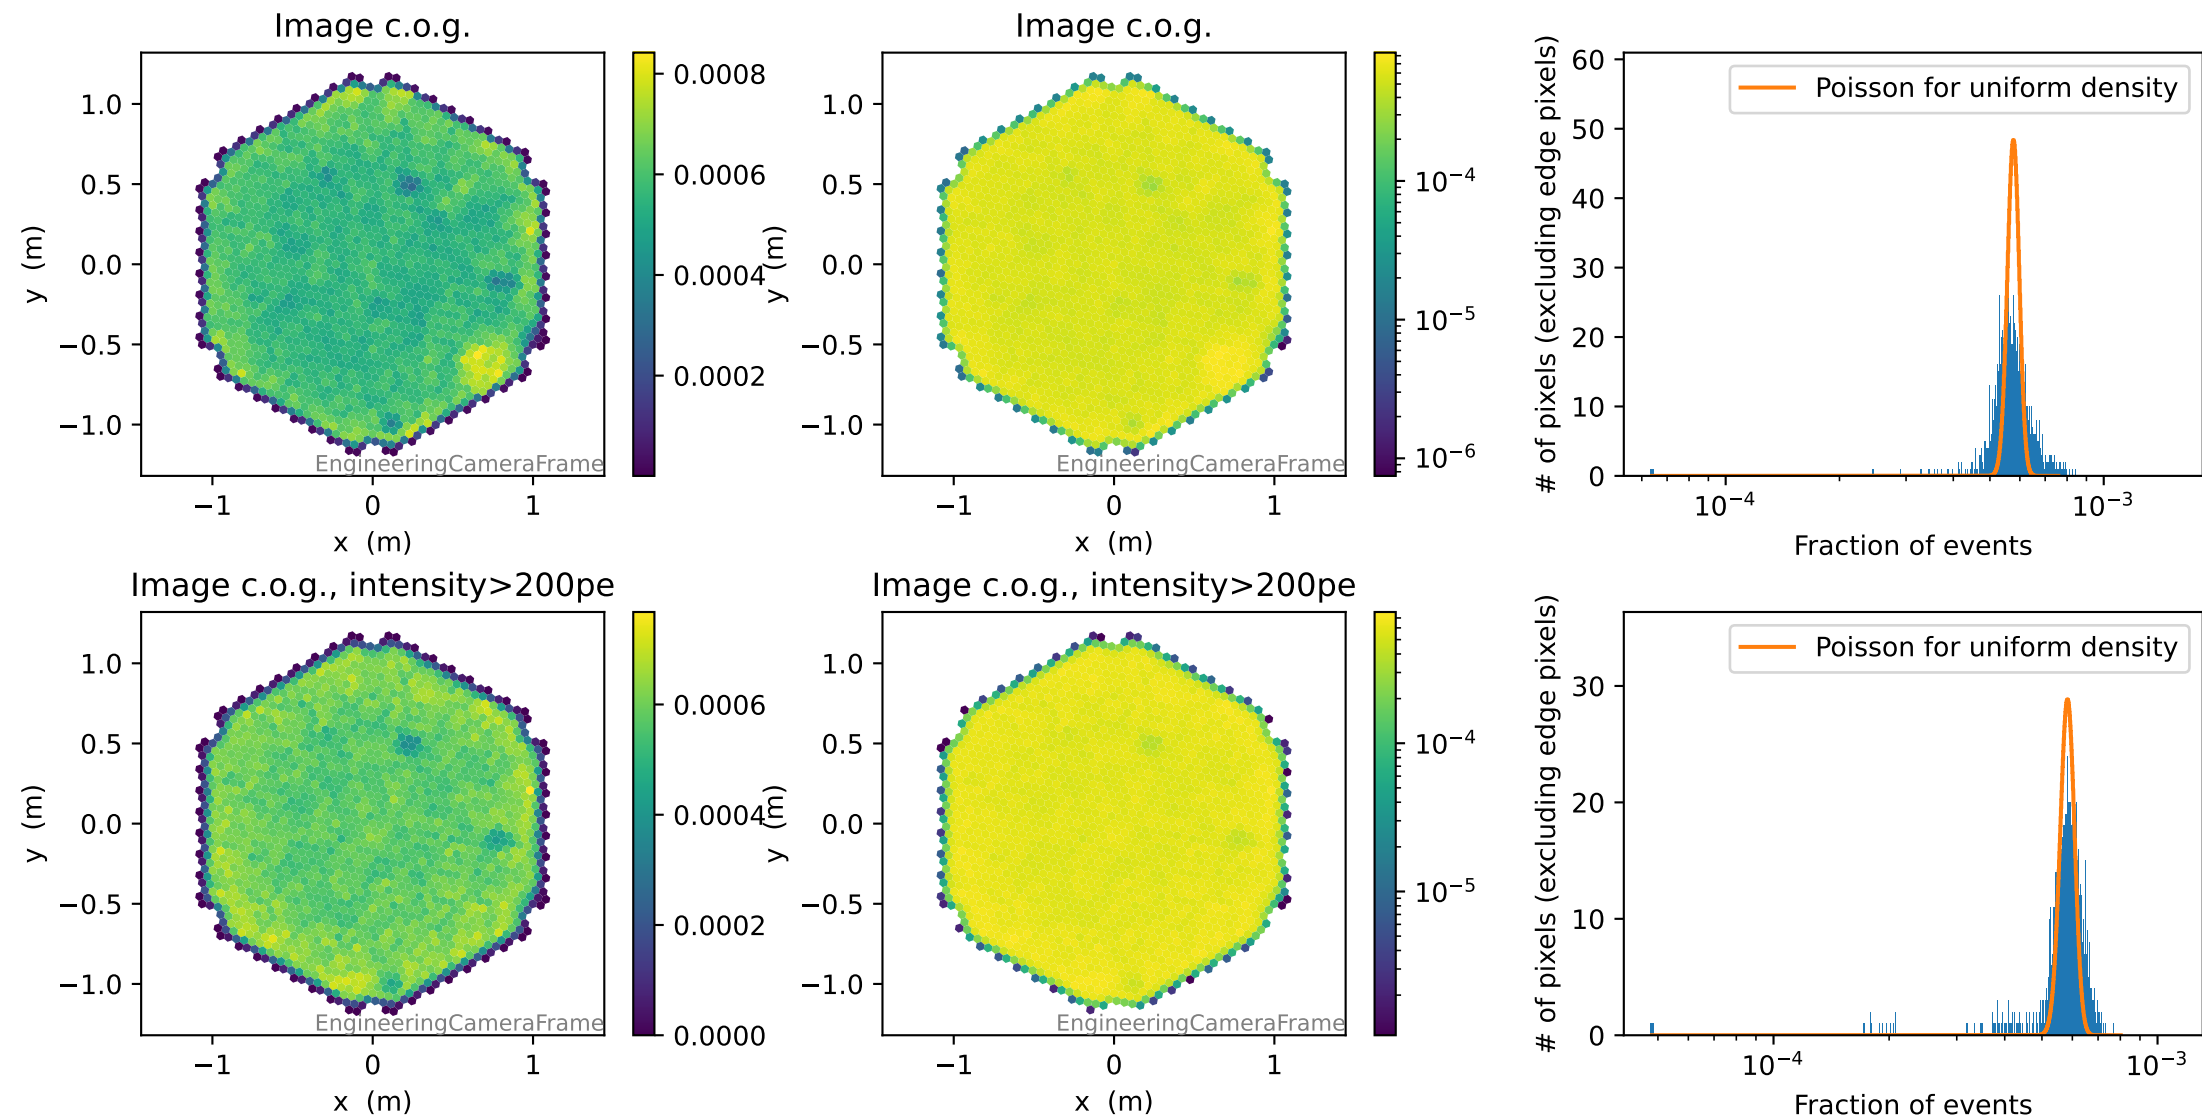 Image c.o.g.
y (m)
1.0
0.5
0.0
−0.5
−1.0
−1
0
1
x (m)
EngineeringCameraFrame
0.0008
0.0006
0.0004
0.0002
Image c.o.g.
y (m)
1.0
0.5
0.0
−0.5
−1.0
−1
0
1
x (m)
EngineeringCameraFrame
10⁻⁴
10⁻⁵
10⁻⁶
# of pixels (excluding edge pixels)
60
50
40
30
20
10
0
Poisson for uniform density
10⁻⁴
10⁻³
Fraction of events
Image c.o.g., intensity>200pe
y (m)
1.0
0.5
0.0
−0.5
−1.0
−1
0
1
x (m)
EngineeringCameraFrame
0.0006
0.0004
0.0002
0.0000
Image c.o.g., intensity>200pe
y (m)
1.0
0.5
0.0
−0.5
−1.0
−1
0
1
x (m)
EngineeringCameraFrame
10⁻⁴
10⁻⁵
# of pixels (excluding edge pixels)
30
20
10
0
Poisson for uniform density
10⁻⁴
10⁻³
Fraction of events